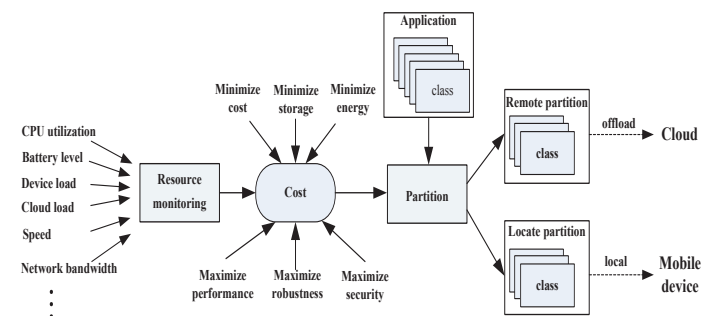 Application
class
Minimize
cost
Minimize
storage
Minimize
energy
Remote partition
class
offload
Cloud
CPU utilization
Battery level
Device load
Cloud load
Speed
Network bandwidth
Resource
monitoring
Cost
Partition
Maximize
performance
Maximize
robustness
Maximize
security
Locate partition
class
local
Mobile
device